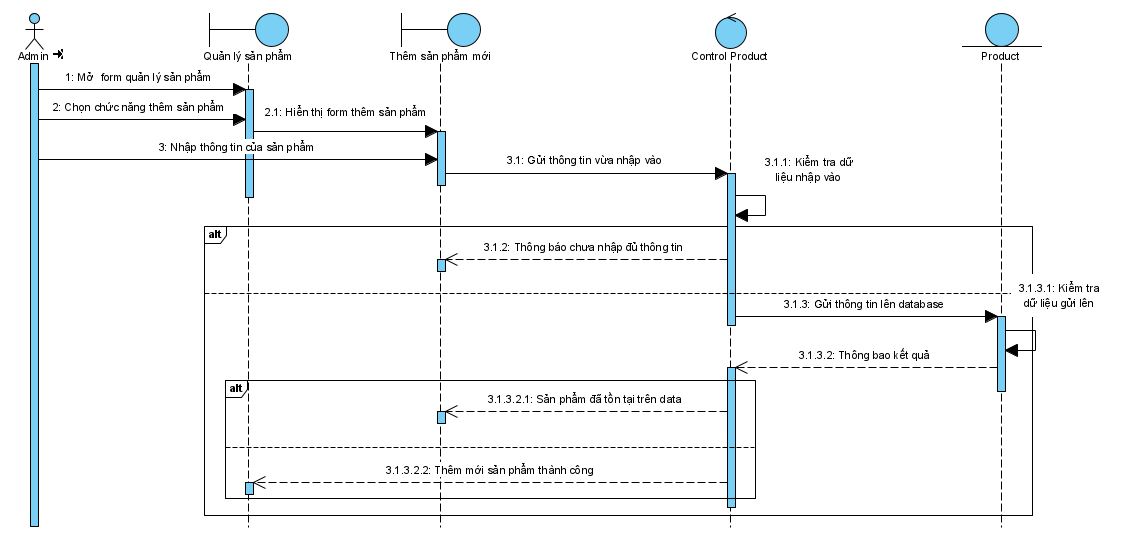 Admin
Quản lý sản phẩm
Thêm sản phẩm mới
Control Product
Product
1: Mở form quản lý sản phẩm
2: Chọn chức năng thêm sản phẩm
2.1: Hiển thị form thêm sản phẩm
3: Nhập thông tin của sản phẩm
3.1: Gửi thông tin vừa nhập vào
3.1.1: Kiểm tra dữ
liệu nhập vào
alt
3.1.2: Thông báo chưa nhập đủ thông tin
3.1.3: Gửi thông tin lên database
3.1.3.1: Kiểm tra
dữ liệu gửi lên
3.1.3.2: Thông bao kết quả
alt
3.1.3.2.1: Sản phẩm đã tồn tại trên data
3.1.3.2.2: Thêm mới sản phẩm thành công